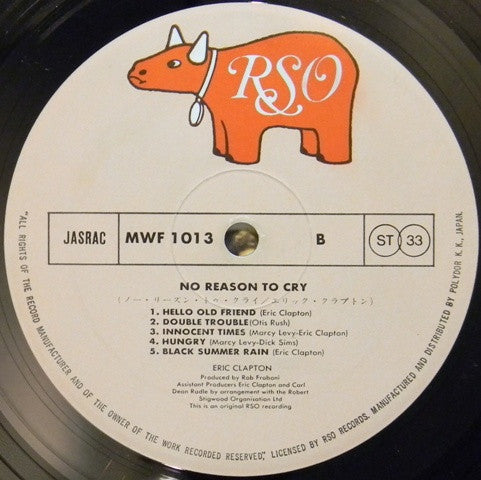 RSO
JASRAC
MWF 1013
B
ST 33
NO REASON TO CRY
(ノー・リーズン・トゥ・クライ/エリック・クラプトン)
1. HELLO OLD FRIEND (Eric Clapton)
2. DOUBLE TROUBLE(Otis Rush)
3. INNOCENT TIMES (Marcy Levy-Eric Clapton)
4. HUNGRY (Marcy Levy-Dick Sims)
5. BLACK SUMMER RAIN (Eric Clapton)
ERIC CLAPTON
Produced by Rob Fraboni
Assistant Producers Eric Clapton and Carl
Dean Radle by arrangement with the Robert
Stigwood Organisation Ltd
This is an original RSO recording
"ALL RIGHTS OF THE RECORD MANUFACTURER AND OF THE OWNER OF THE WORK RECORDED RESERVED", LICENSED BY RSO RECORDS. MANUFACTURED AND DISTRIBUTED BY POLYDOR K. K., JAPAN.